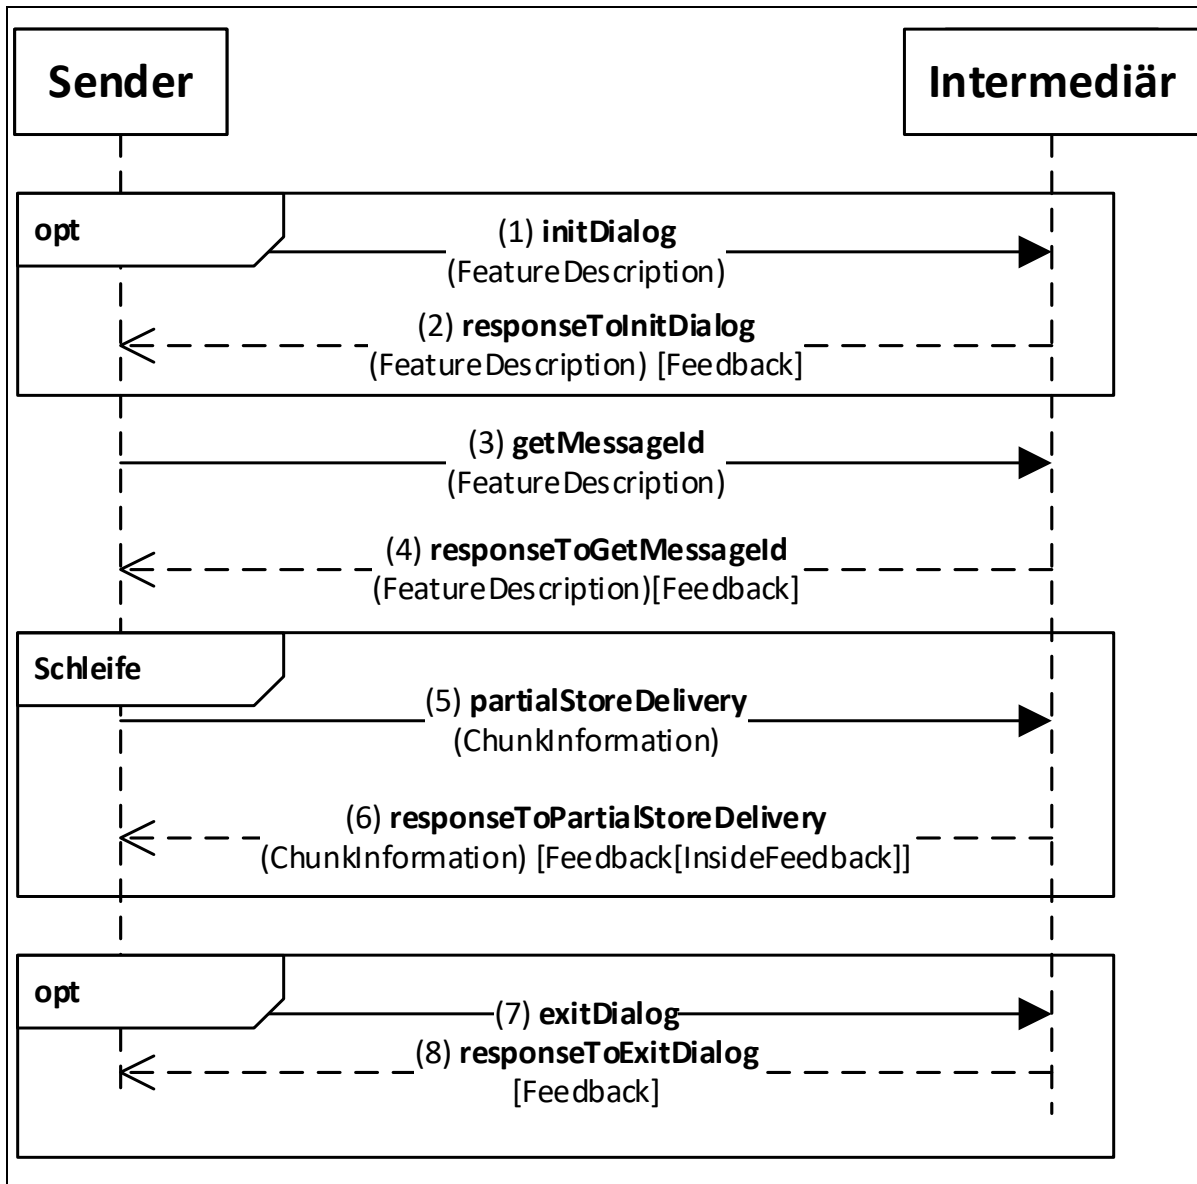 Sender
Intermediär
opt
(1) initDialog
(FeatureDescription)
(2) responseToInitDialog
(FeatureDescription) [Feedback]
(3) getMessageId
(FeatureDescription)
(4) responseToGetMessageId
(FeatureDescription)[Feedback]
Schleife
(5) partialStoreDelivery
(ChunkInformation)
(6) responseToPartialStoreDelivery
(ChunkInformation) [Feedback[InsideFeedback]]
opt
(7) exitDialog
(8) responseToExitDialog
[Feedback]